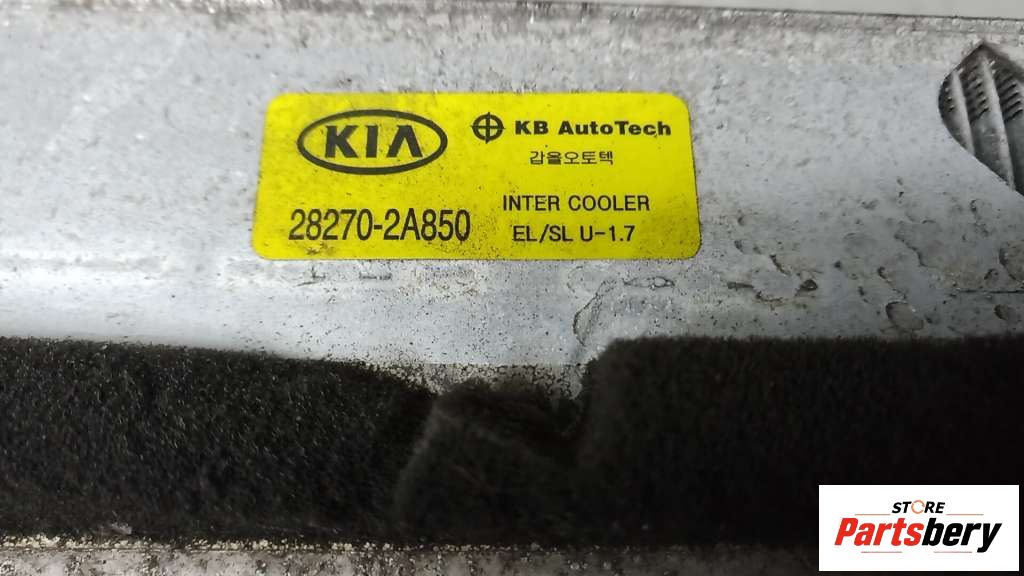 KIA
KB AutoTech
갑을오토텍
28270-2A850
INTER COOLER
EL/SL U-1.7
STORE
Partsbery